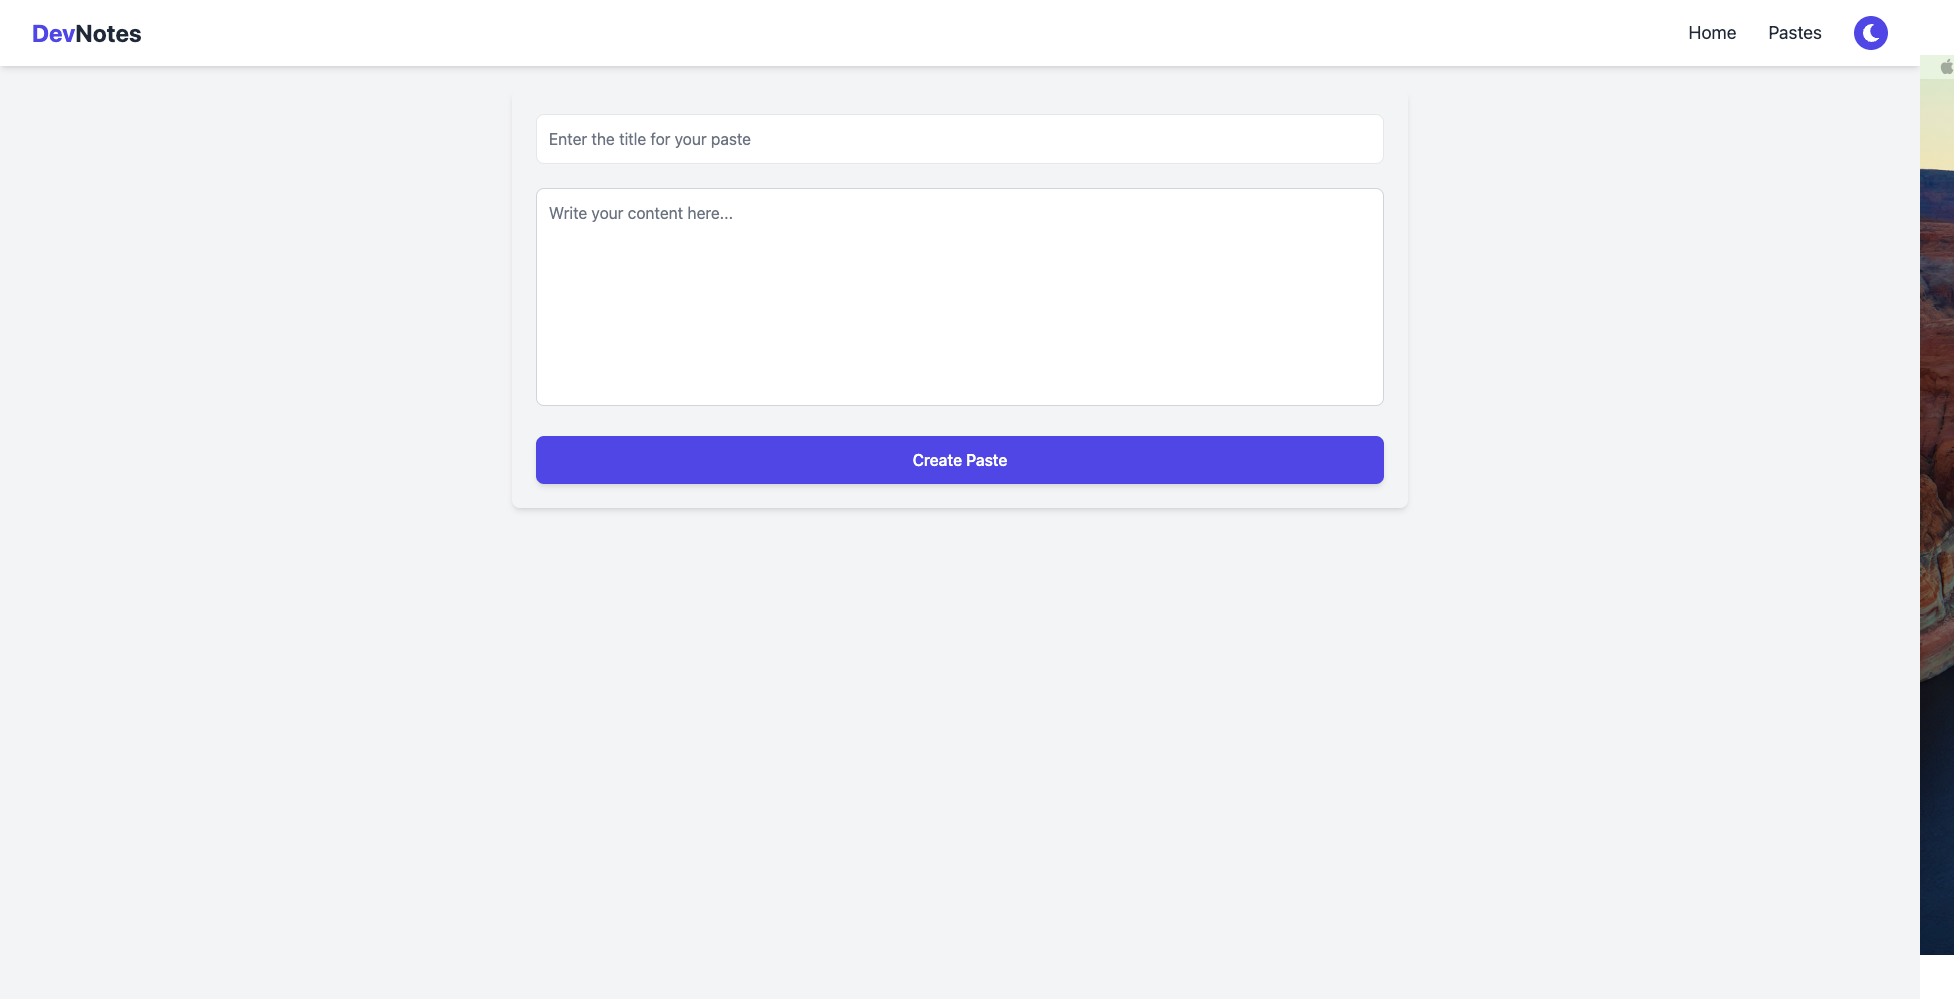 DevNotes
Home
Pastes
Enter the title for your paste
Write your content here...
Create Paste